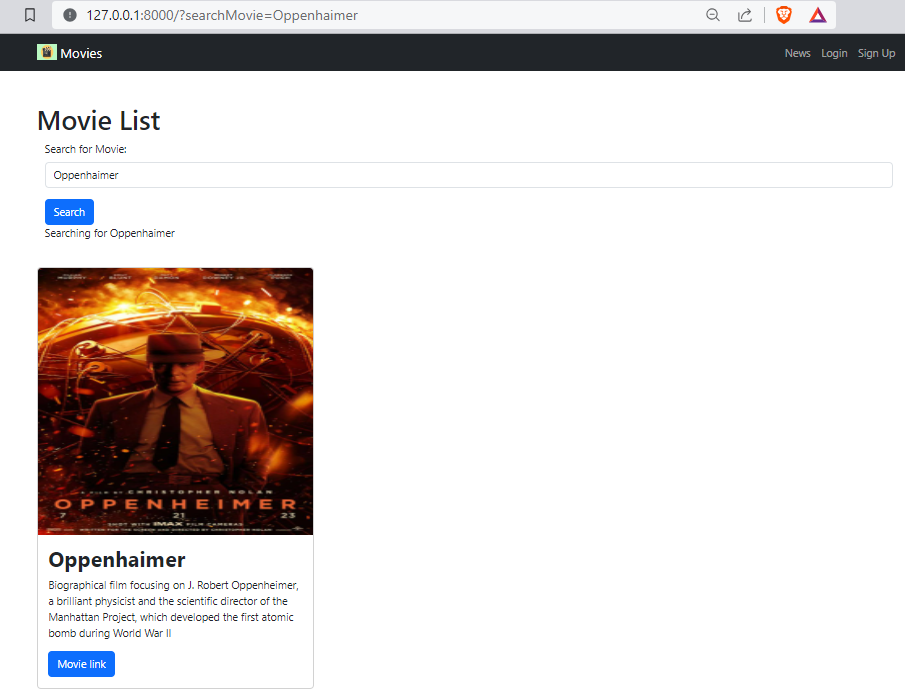 127.0.0.1:8000/?searchMovie=Oppenhaimer
Movies
News Login Sign Up
Movie List
Search for Movie:
Oppenhaimer
Search
Searching for Oppenhaimer
A FILM BY CHRISTOPHER NOLAN
OPPENHEIMER
7 21 23
SHOT WITH IMAX FILM CAMERAS
Oppenhaimer
Biographical film focusing on J. Robert Oppenheimer,
a brilliant physicist and the scientific director of the
Manhattan Project, which developed the first atomic
bomb during World War II
Movie link